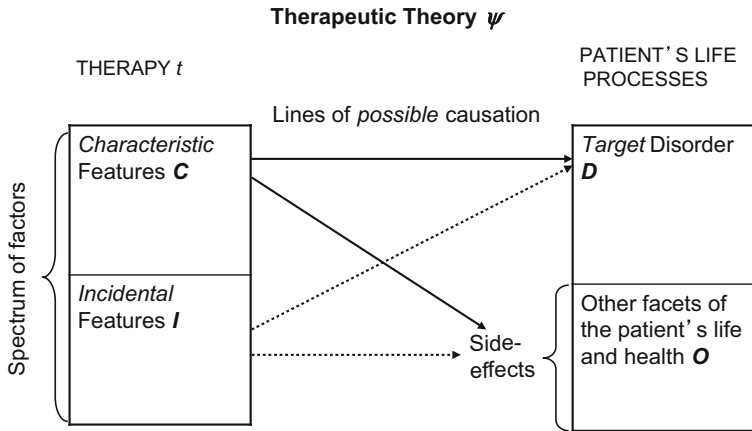 Therapeutic Theory ψ
THERAPY t
PATIENT'S LIFE
PROCESSES
Lines of possible causation
Spectrum of factors
Characteristic
Features C
Target Disorder
D
Incidental
Features I
Side-
effects
Other facets of
the patient's life
and health O